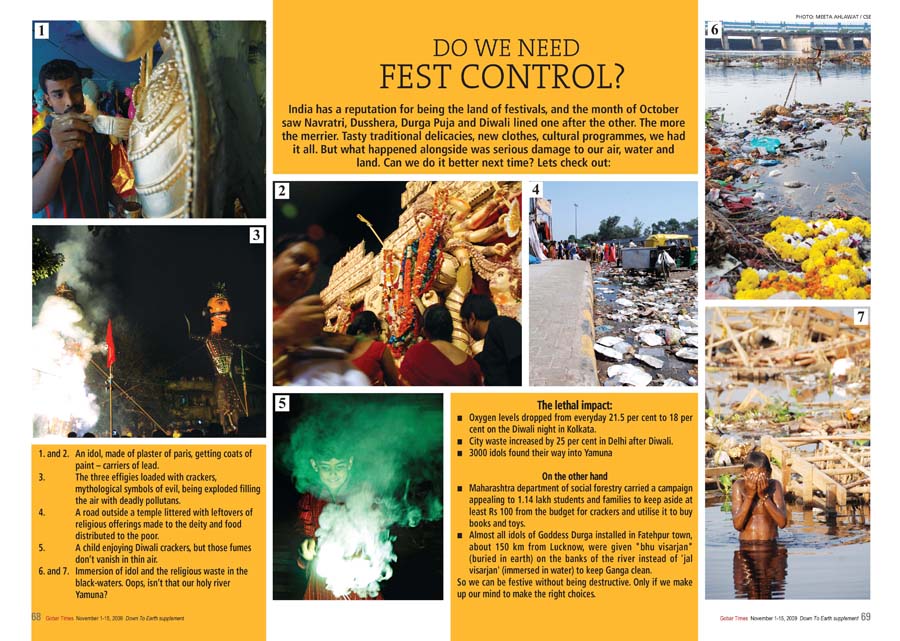 PHOTO: MEETA AHLAWAT / CSE
1
6
DO WE NEED
FEST CONTROL?
India has a reputation for being the land of festivals, and the month of October
saw Navratri, Dusshera, Durga Puja and Diwali lined one after the other. The more
the merrier. Tasty traditional delicacies, new clothes, cultural programmes, we had
it all. But what happened alongside was serious damage to our air, water and
land. Can we do it better next time? Lets check out:
2
4
3
7
5
1. and 2. An idol, made of plaster of paris, getting coats of
paint – carriers of lead.
3. The three effigies loaded with crackers,
mythological symbols of evil, being exploded filling
the air with deadly pollutans.
4. A road outside a temple littered with leftovers of
religious offerings made to the deity and food
distributed to the poor.
5. A child enjoying Diwali crackers, but those fumes
don't vanish in thin air.
6. and 7. Immersion of idol and the religious waste in the
black-waters. Oops, isn't that our holy river
Yamuna?
The lethal impact:
■ Oxygen levels dropped from everyday 21.5 per cent to 18 per
cent on the Diwali night in Kolkata.
■ City waste increased by 25 per cent in Delhi after Diwali.
■ 3000 idols found their way into Yamuna
On the other hand
■ Maharashtra department of social forestry carried a campaign
appealing to 1.14 lakh students and families to keep aside at
least Rs 100 from the budget for crackers and utilise it to buy
books and toys.
■ Almost all idols of Goddess Durga installed in Fatehpur town,
about 150 km from Lucknow, were given "bhu visarjan"
(buried in earth) on the banks of the river instead of 'jal
visarjan' (immersed in water) to keep Ganga clean.
So we can be festive without being destructive. Only if we make
up our mind to make the right choices.
68 Gobar Times November 1-15, 2009 Down To Earth supplement
Gobar Times November 1-15, 2009 Down To Earth supplement 69